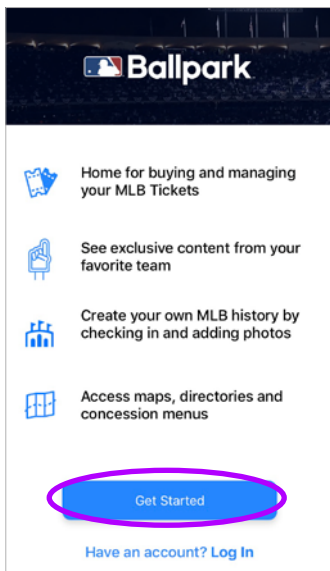 Ballpark
Home for buying and managing
your MLB Tickets
See exclusive content from your
favorite team
Create your own MLB history by
checking in and adding photos
Access maps, directories and
concession menus
Get Started
Have an account? Log In